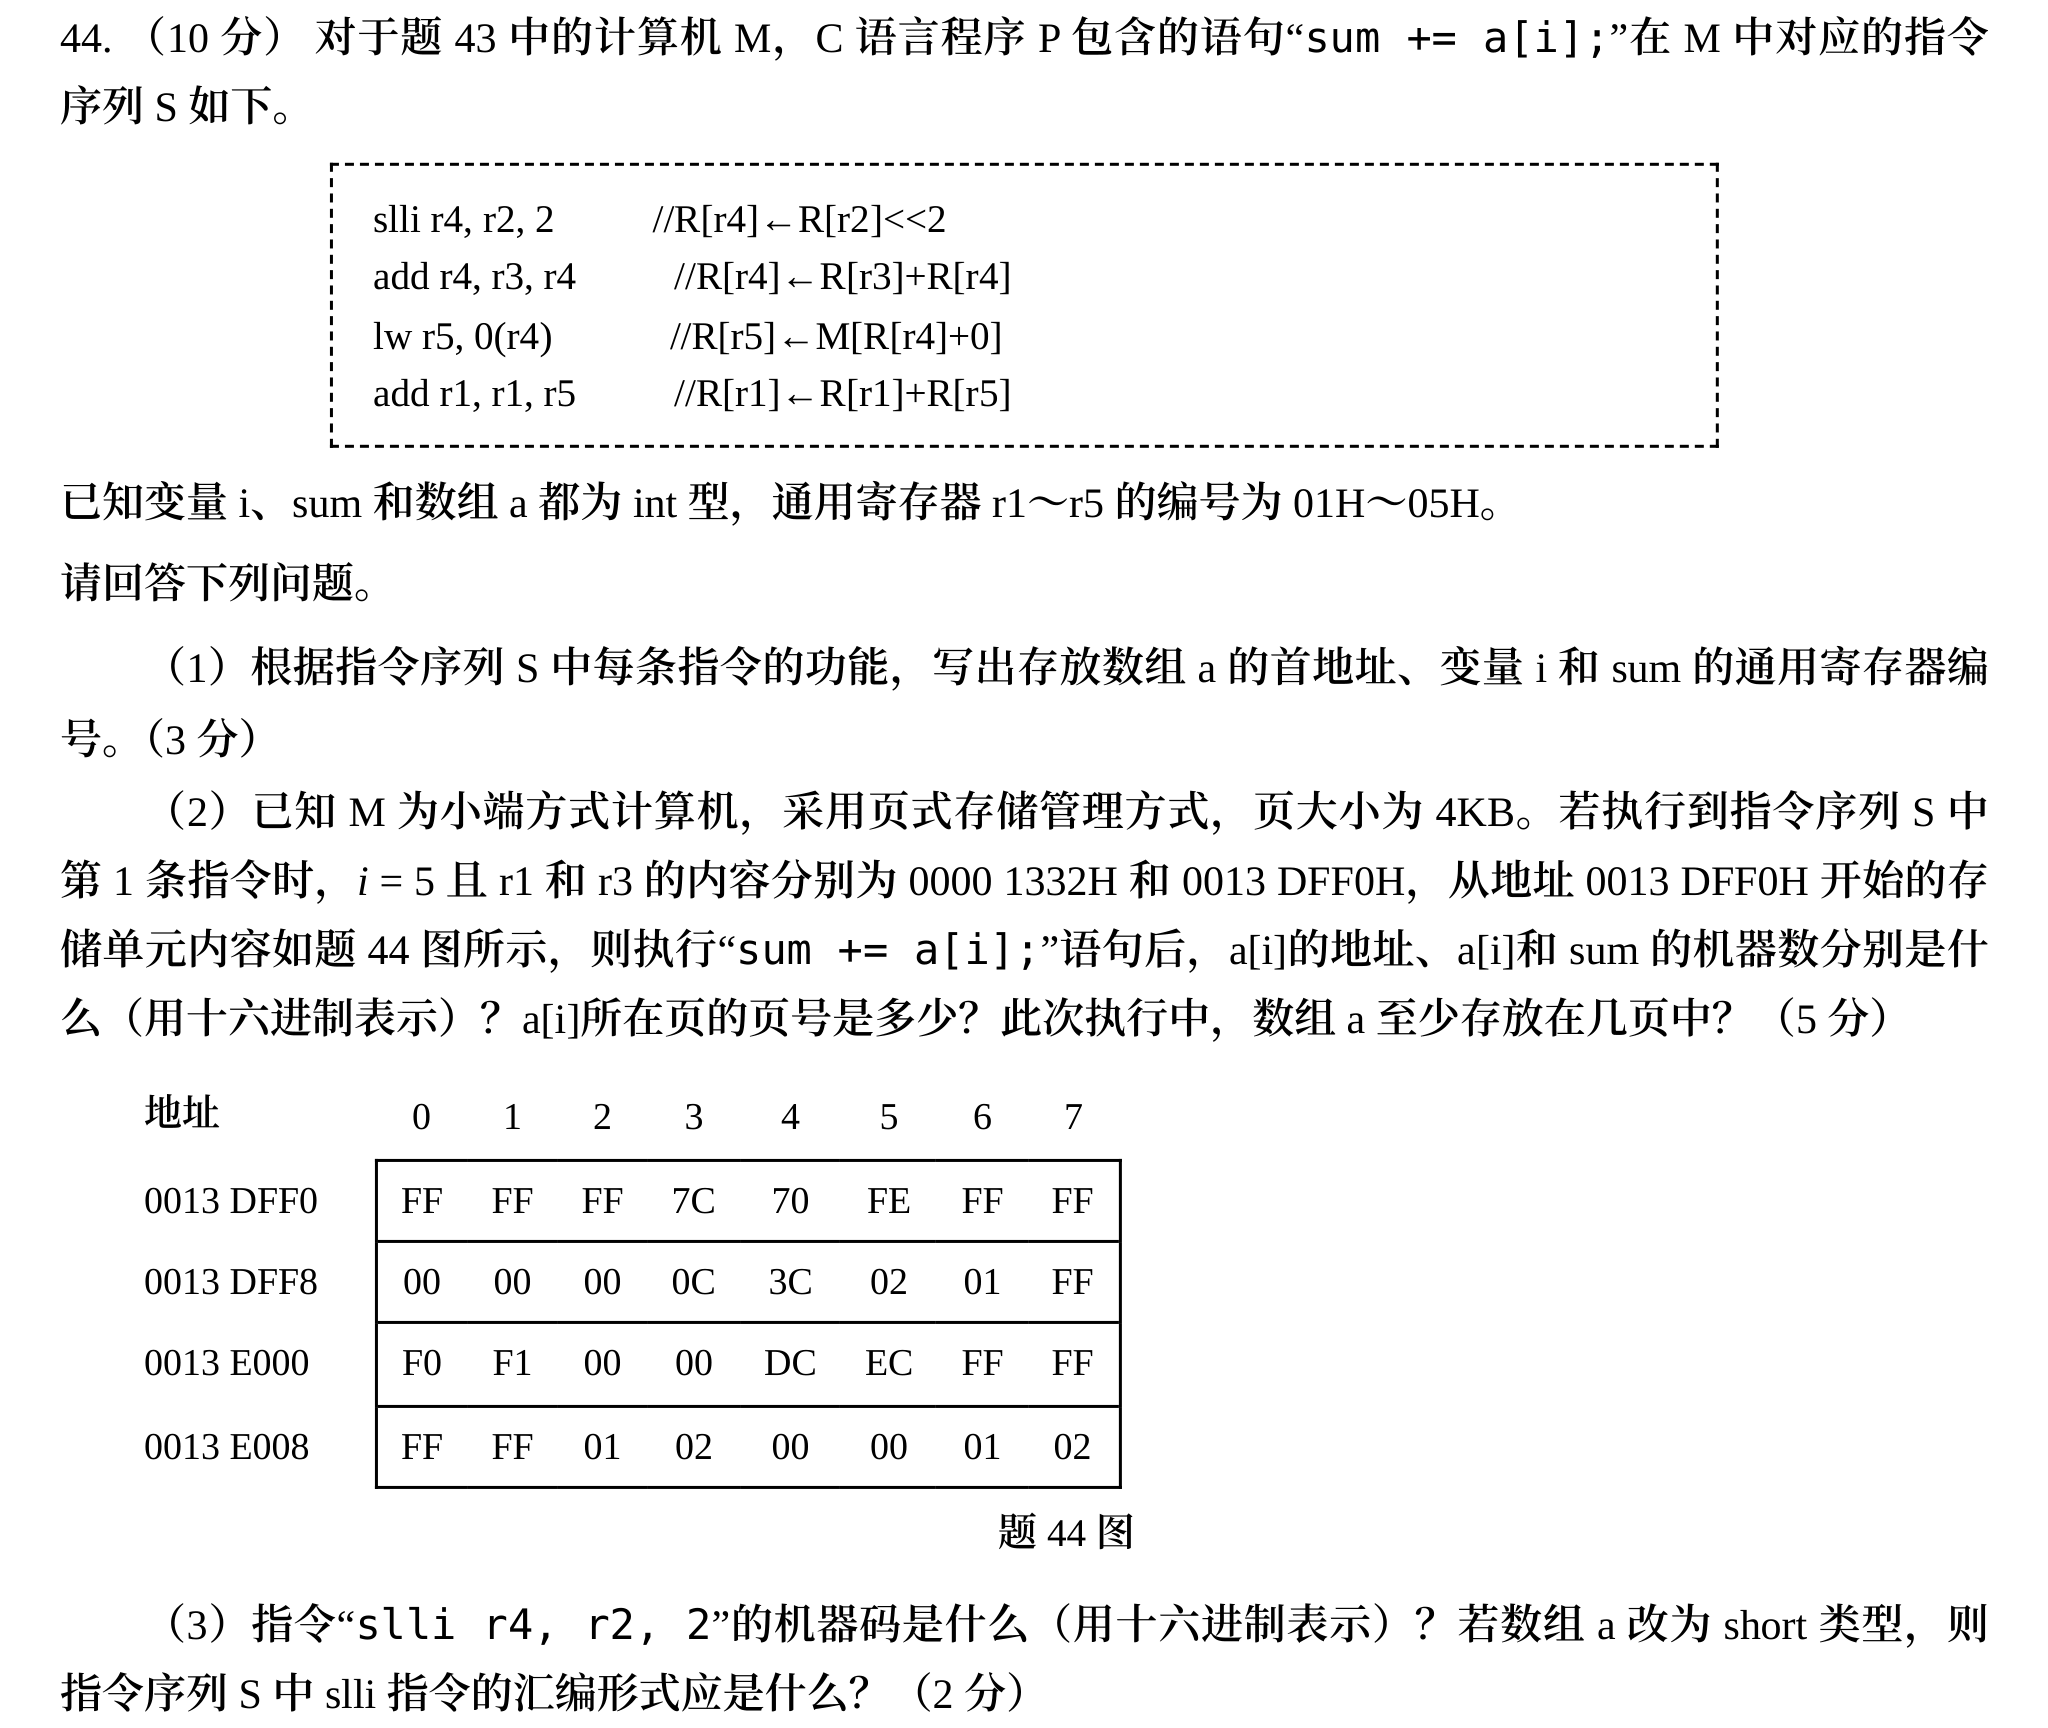 44. （10 分） 对于题 43 中的计算机 M，C 语言程序 P 包含的语句“sum += a[i];”在 M 中对应的指令
序列 S 如下。
slli r4, r2, 2 //R[r4]←R[r2]<<2
add r4, r3, r4 //R[r4]←R[r3]+R[r4]
lw r5, 0(r4) //R[r5]←M[R[r4]+0]
add r1, r1, r5 //R[r1]←R[r1]+R[r5]
已知变量 i、sum 和数组 a 都为 int 型，通用寄存器 r1～r5 的编号为 01H～05H。
请回答下列问题。
（1）根据指令序列 S 中每条指令的功能，写出存放数组 a 的首地址、变量 i 和 sum 的通用寄存器编
号。（3 分）
（2）已知 M 为小端方式计算机，采用页式存储管理方式，页大小为 4KB。若执行到指令序列 S 中
第 1 条指令时，i = 5 且 r1 和 r3 的内容分别为 0000 1332H 和 0013 DFF0H，从地址 0013 DFF0H 开始的存
储单元内容如题 44 图所示，则执行“sum += a[i];”语句后，a[i]的地址、a[i]和 sum 的机器数分别是什
么（用十六进制表示）？a[i]所在页的页号是多少？此次执行中，数组 a 至少存放在几页中？（5 分）
地址 0 1 2 3 4 5 6 7
0013 DFF0 FF FF FF 7C 70 FE FF FF
0013 DFF8 00 00 00 0C 3C 02 01 FF
0013 E000 F0 F1 00 00 DC EC FF FF
0013 E008 FF FF 01 02 00 00 01 02
题 44 图
（3）指令“slli r4, r2, 2”的机器码是什么（用十六进制表示）？若数组 a 改为 short 类型，则
指令序列 S 中 slli 指令的汇编形式应是什么？（2 分）